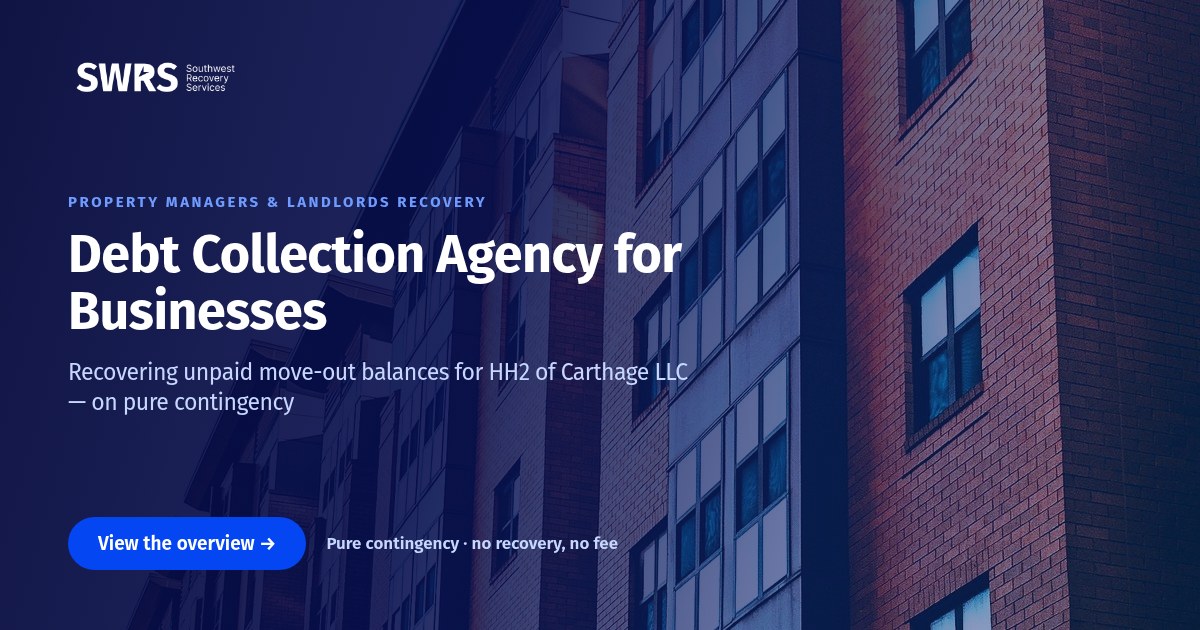 SWRS
Southwest
Recovery
Services
PROPERTY MANAGERS & LANDLORDS RECOVERY
Debt Collection Agency for
Businesses
Recovering unpaid move-out balances for HH2 of Carthage LLC
— on pure contingency
View the overview →
Pure contingency · no recovery, no fee